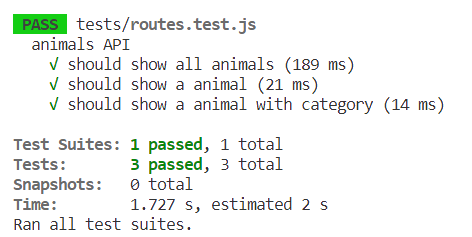 PASS tests/routes.test.js
animals API
√ should show all animals (189 ms)
√ should show a animal (21 ms)
√ should show a animal with category (14 ms)
Test Suites: 1 passed, 1 total
Tests: 3 passed, 3 total
Snapshots: 0 total
Time: 1.727 s, estimated 2 s
Ran all test suites.